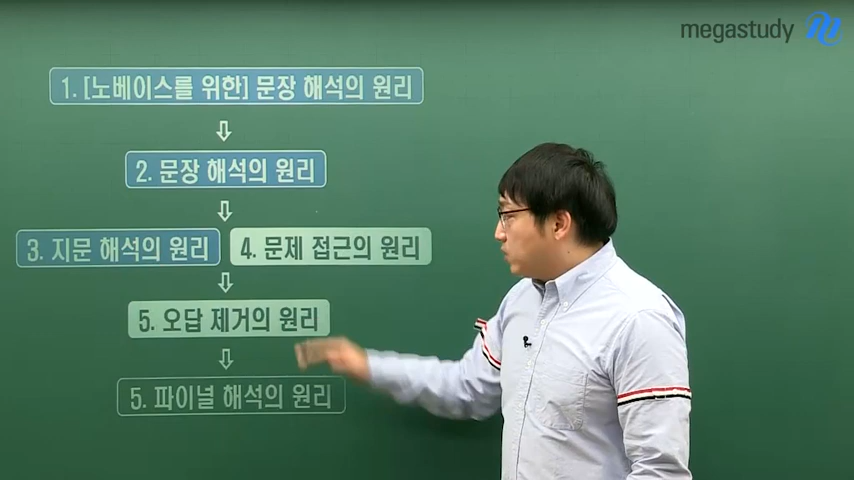 megastudy
1. [노베이스를 위한] 문장 해석의 원리
2. 문장 해석의 원리
3. 지문 해석의 원리
4. 문제 접근의 원리
5. 오답 제거의 원리
5. 파이널 해석의 원리